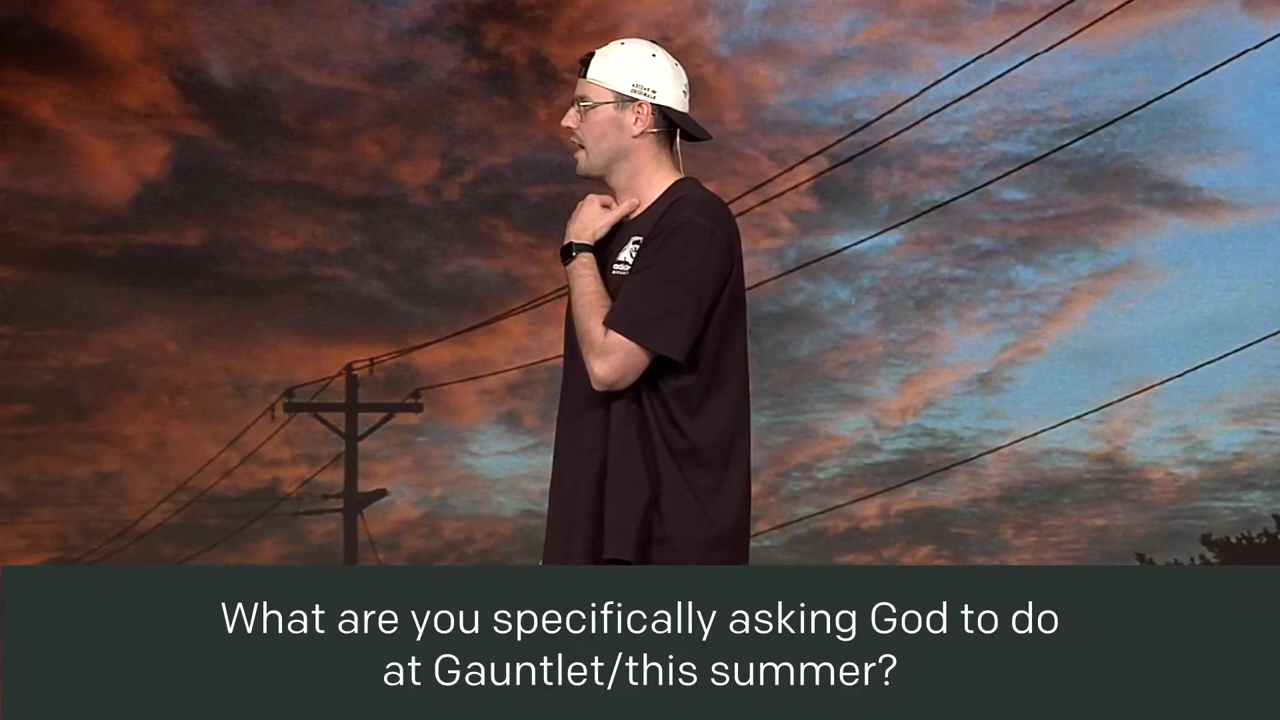 What are you specifically asking God to do
at Gauntlet/this summer?